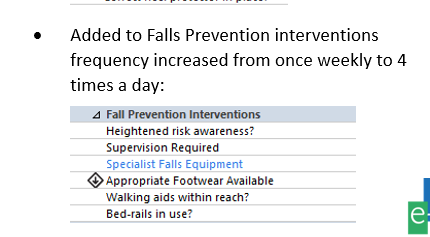 • Added to Falls Prevention interventions
frequency increased from once weekly to 4
times a day:
Fall Prevention Interventions
Heightened risk awareness?
Supervision Required
Specialist Falls Equipment
Appropriate Footwear Available
Walking aids within reach?
Bed-rails in use?
e